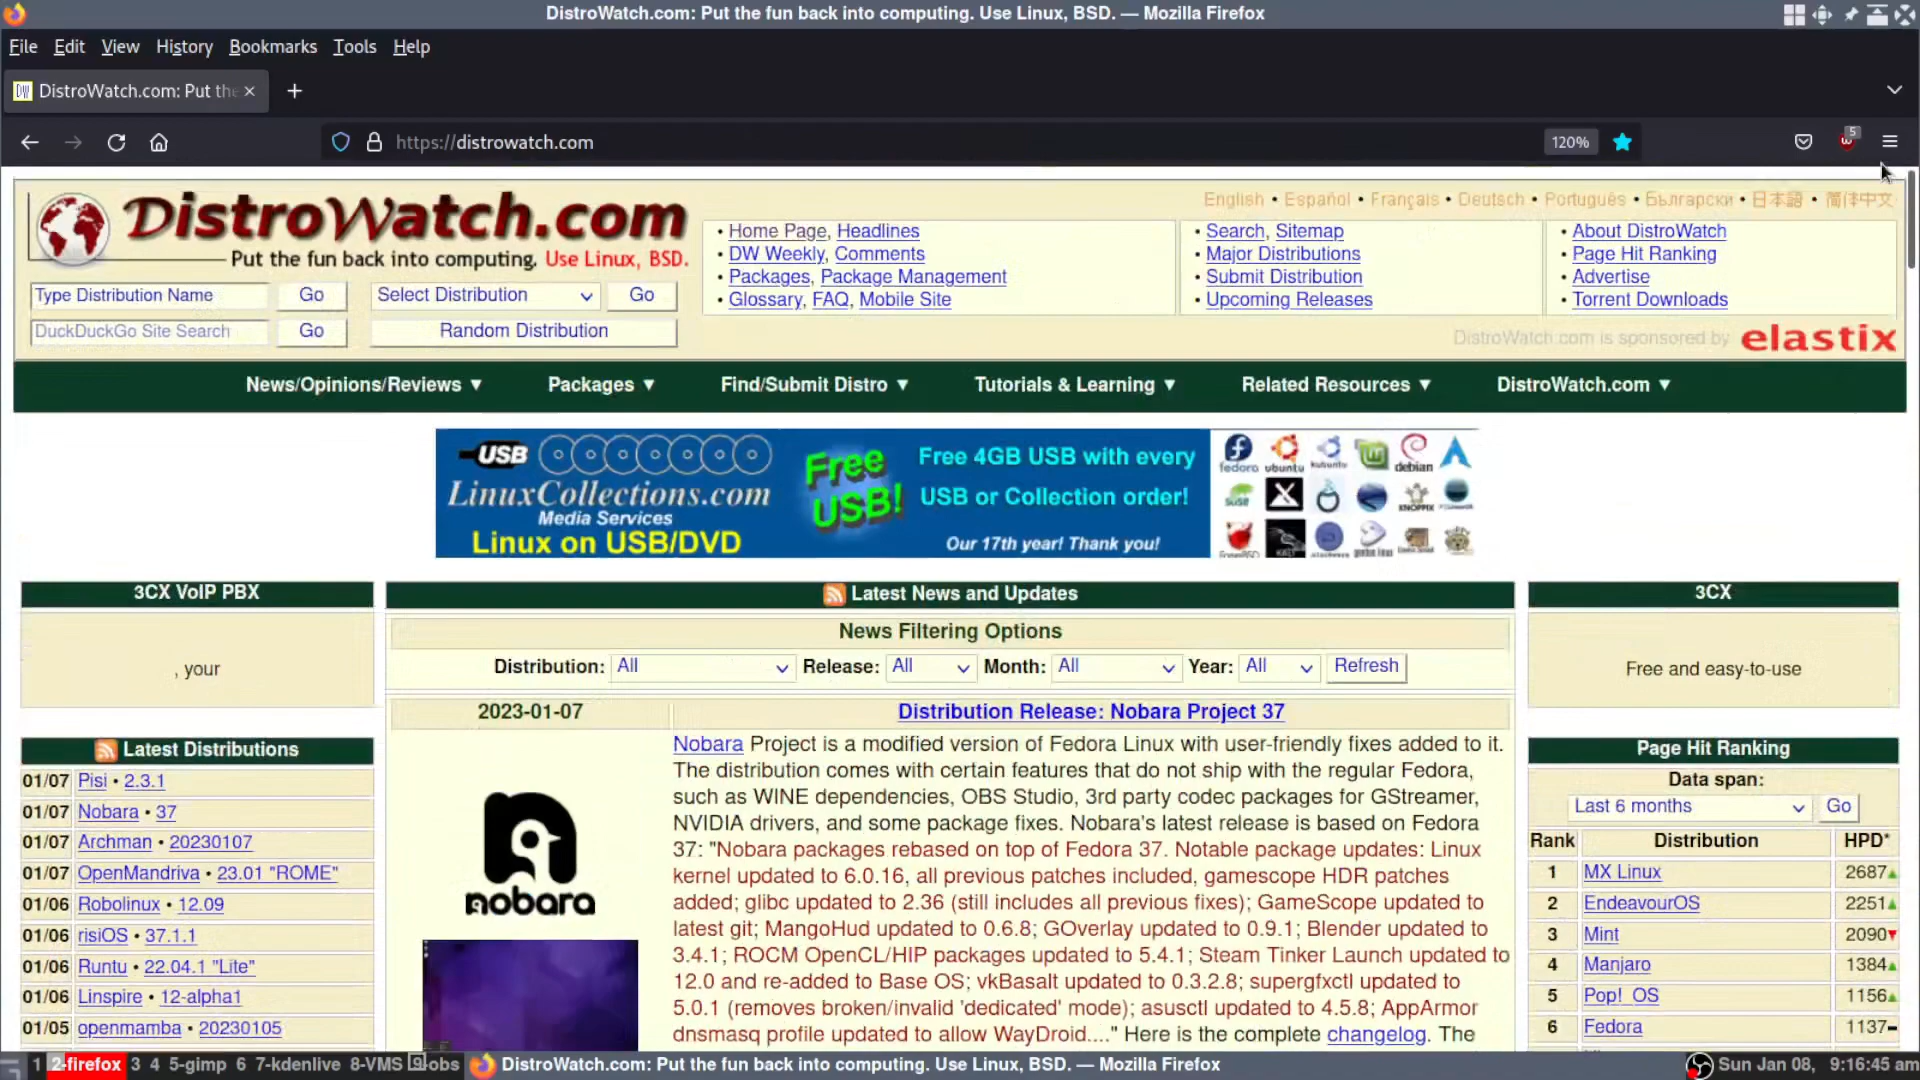 DistroWatch.com: Put the fun back into computing. Use Linux, BSD. — Mozilla Firefox
File Edit View History Bookmarks Tools Help
DW DistroWatch.com: Put the
120% 5
https://distrowatch.com
DistroWatch.com
Put the fun back into computing. Use Linux, BSD.
English • Español • Français • Deutsch • Português • Български • 日本語 • 简体中文
• Home Page, Headlines
• DW Weekly, Comments
• Packages, Package Management
• Glossary, FAQ, Mobile Site
• Search, Sitemap
• Major Distributions
• Submit Distribution
• Upcoming Releases
• About DistroWatch
• Page Hit Ranking
• Advertise
• Torrent Downloads
Type Distribution Name Go Select Distribution Go
DuckDuckGo Site Search Go Random Distribution
DistroWatch.com is sponsored by elastix
News/Opinions/Reviews ▼ Packages ▼ Find/Submit Distro ▼ Tutorials & Learning ▼ Related Resources ▼ DistroWatch.com ▼
USB
LinuxCollections.com
Media Services
Linux on USB/DVD
Free USB!
Free 4GB USB with every
USB or Collection order!
Our 17th year! Thank you!
fedora ubuntu kubuntu debian
SUSE KNOPPIX
3CX VoIP PBX
, your
Latest Distributions
01/07 Pisi • 2.3.1
01/07 Nobara • 37
01/07 Archman • 20230107
01/07 OpenMandriva • 23.01 "ROME"
01/06 Robolinux • 12.09
01/06 risiOS • 37.1.1
01/06 Runtu • 22.04.1 "Lite"
01/06 Linspire • 12-alpha1
01/05 openmamba • 20230105
Latest News and Updates
News Filtering Options
Distribution: All Release: All Month: All Year: All Refresh
2023-01-07 Distribution Release: Nobara Project 37
nobara
Nobara Project is a modified version of Fedora Linux with user-friendly fixes added to it.
The distribution comes with certain features that do not ship with the regular Fedora,
such as WINE dependencies, OBS Studio, 3rd party codec packages for GStreamer,
NVIDIA drivers, and some package fixes. Nobara's latest release is based on Fedora
37: "Nobara packages rebased on top of Fedora 37. Notable package updates: Linux
kernel updated to 6.0.16, all previous patches included, gamescope HDR patches
added; glibc updated to 2.36 (still includes all previous fixes); GameScope updated to
latest git; MangoHud updated to 0.6.8; GOverlay updated to 0.9.1; Blender updated to
3.4.1; ROCM OpenCL/HIP packages updated to 5.4.1; Steam Tinker Launch updated to
12.0 and re-added to Base OS; vkBasalt updated to 0.3.2.8; supergfxctl updated to
5.0.1 (removes broken/invalid 'dedicated' mode); asusctl updated to 4.5.8; AppArmor
dnsmasq profile updated to allow WayDroid...." Here is the complete changelog. The
3CX
Free and easy-to-use
Page Hit Ranking
Data span:
Last 6 months Go
Rank Distribution HPD*
1 MX Linux 2687
2 EndeavourOS 2251
3 Mint 2090
4 Manjaro 1384
5 Pop!_OS 1156
6 Fedora 1137
1 2-firefox 3 4 5-gimp 6 7-kdenlive 8-VMS 9-obs DistroWatch.com: Put the fun back into computing. Use Linux, BSD. — Mozilla Firefox Sun Jan 08, 9:16:45 am